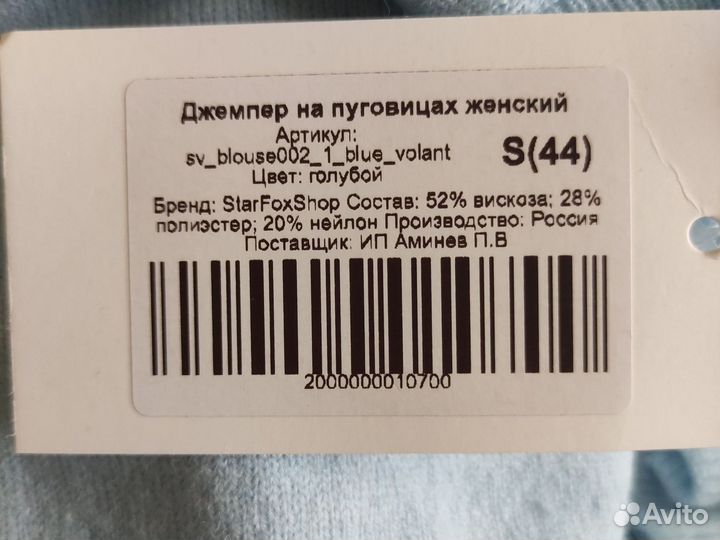 Джемпер на пуговицах женский
Артикул:
sv_blouse002_1_blue_volant
S(44)
Цвет: голубой
Бренд: StarFoxShop Состав: 52% вискоза; 28%
полиэстер; 20% нейлон Производство: Россия
Поставщик: ИП Аминев П.В
2000000010700
Avito